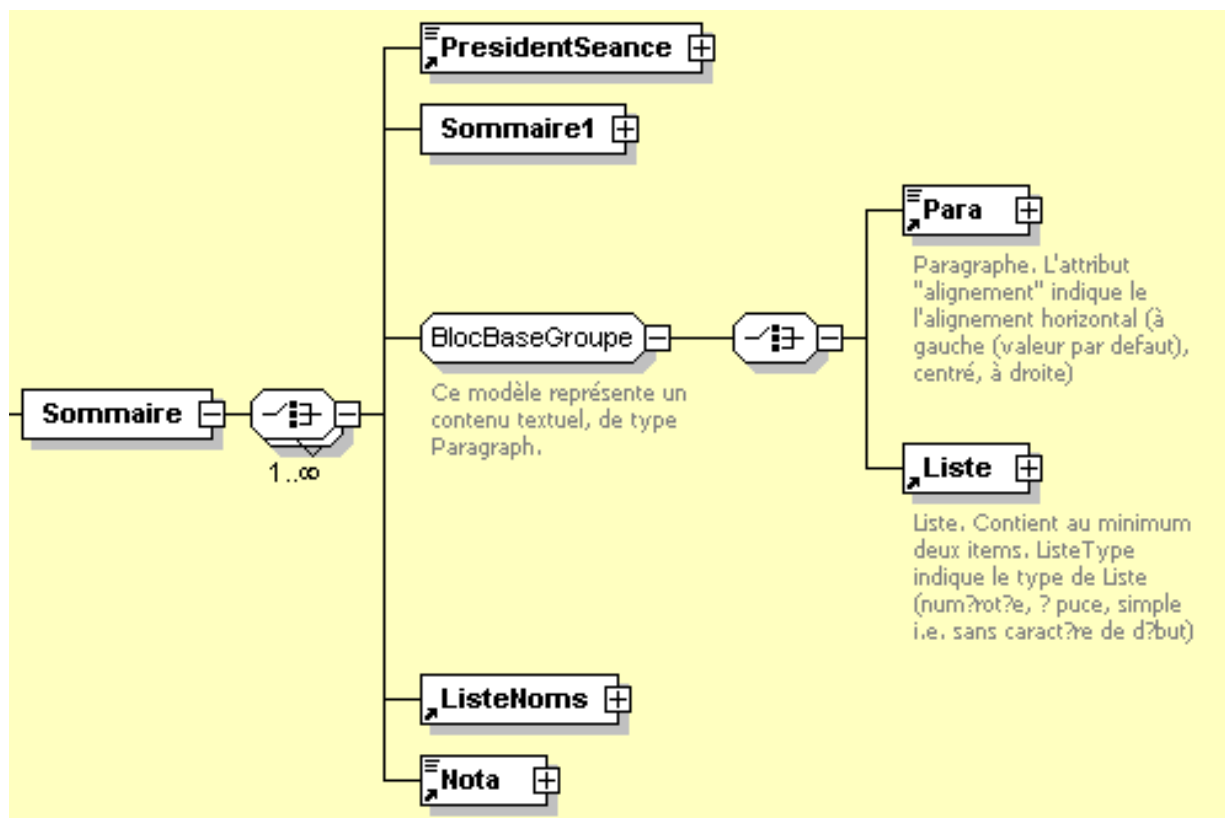 PresidentSeance
Sommaire1
Para
Paragraphe. L'attribut
"alignement" indique le
l'alignement horizontal (à
gauche (valeur par defaut),
centré, à droite)
BlocBaseGroupe
Ce modèle représente un
contenu textuel, de type
Paragraph.
Sommaire
1..∞
Liste
Liste. Contient au minimum
deux items. ListeType
indique le type de Liste
(num?rot?e, ? puce, simple
i.e. sans caract?re de d?but)
ListeNoms
Nota